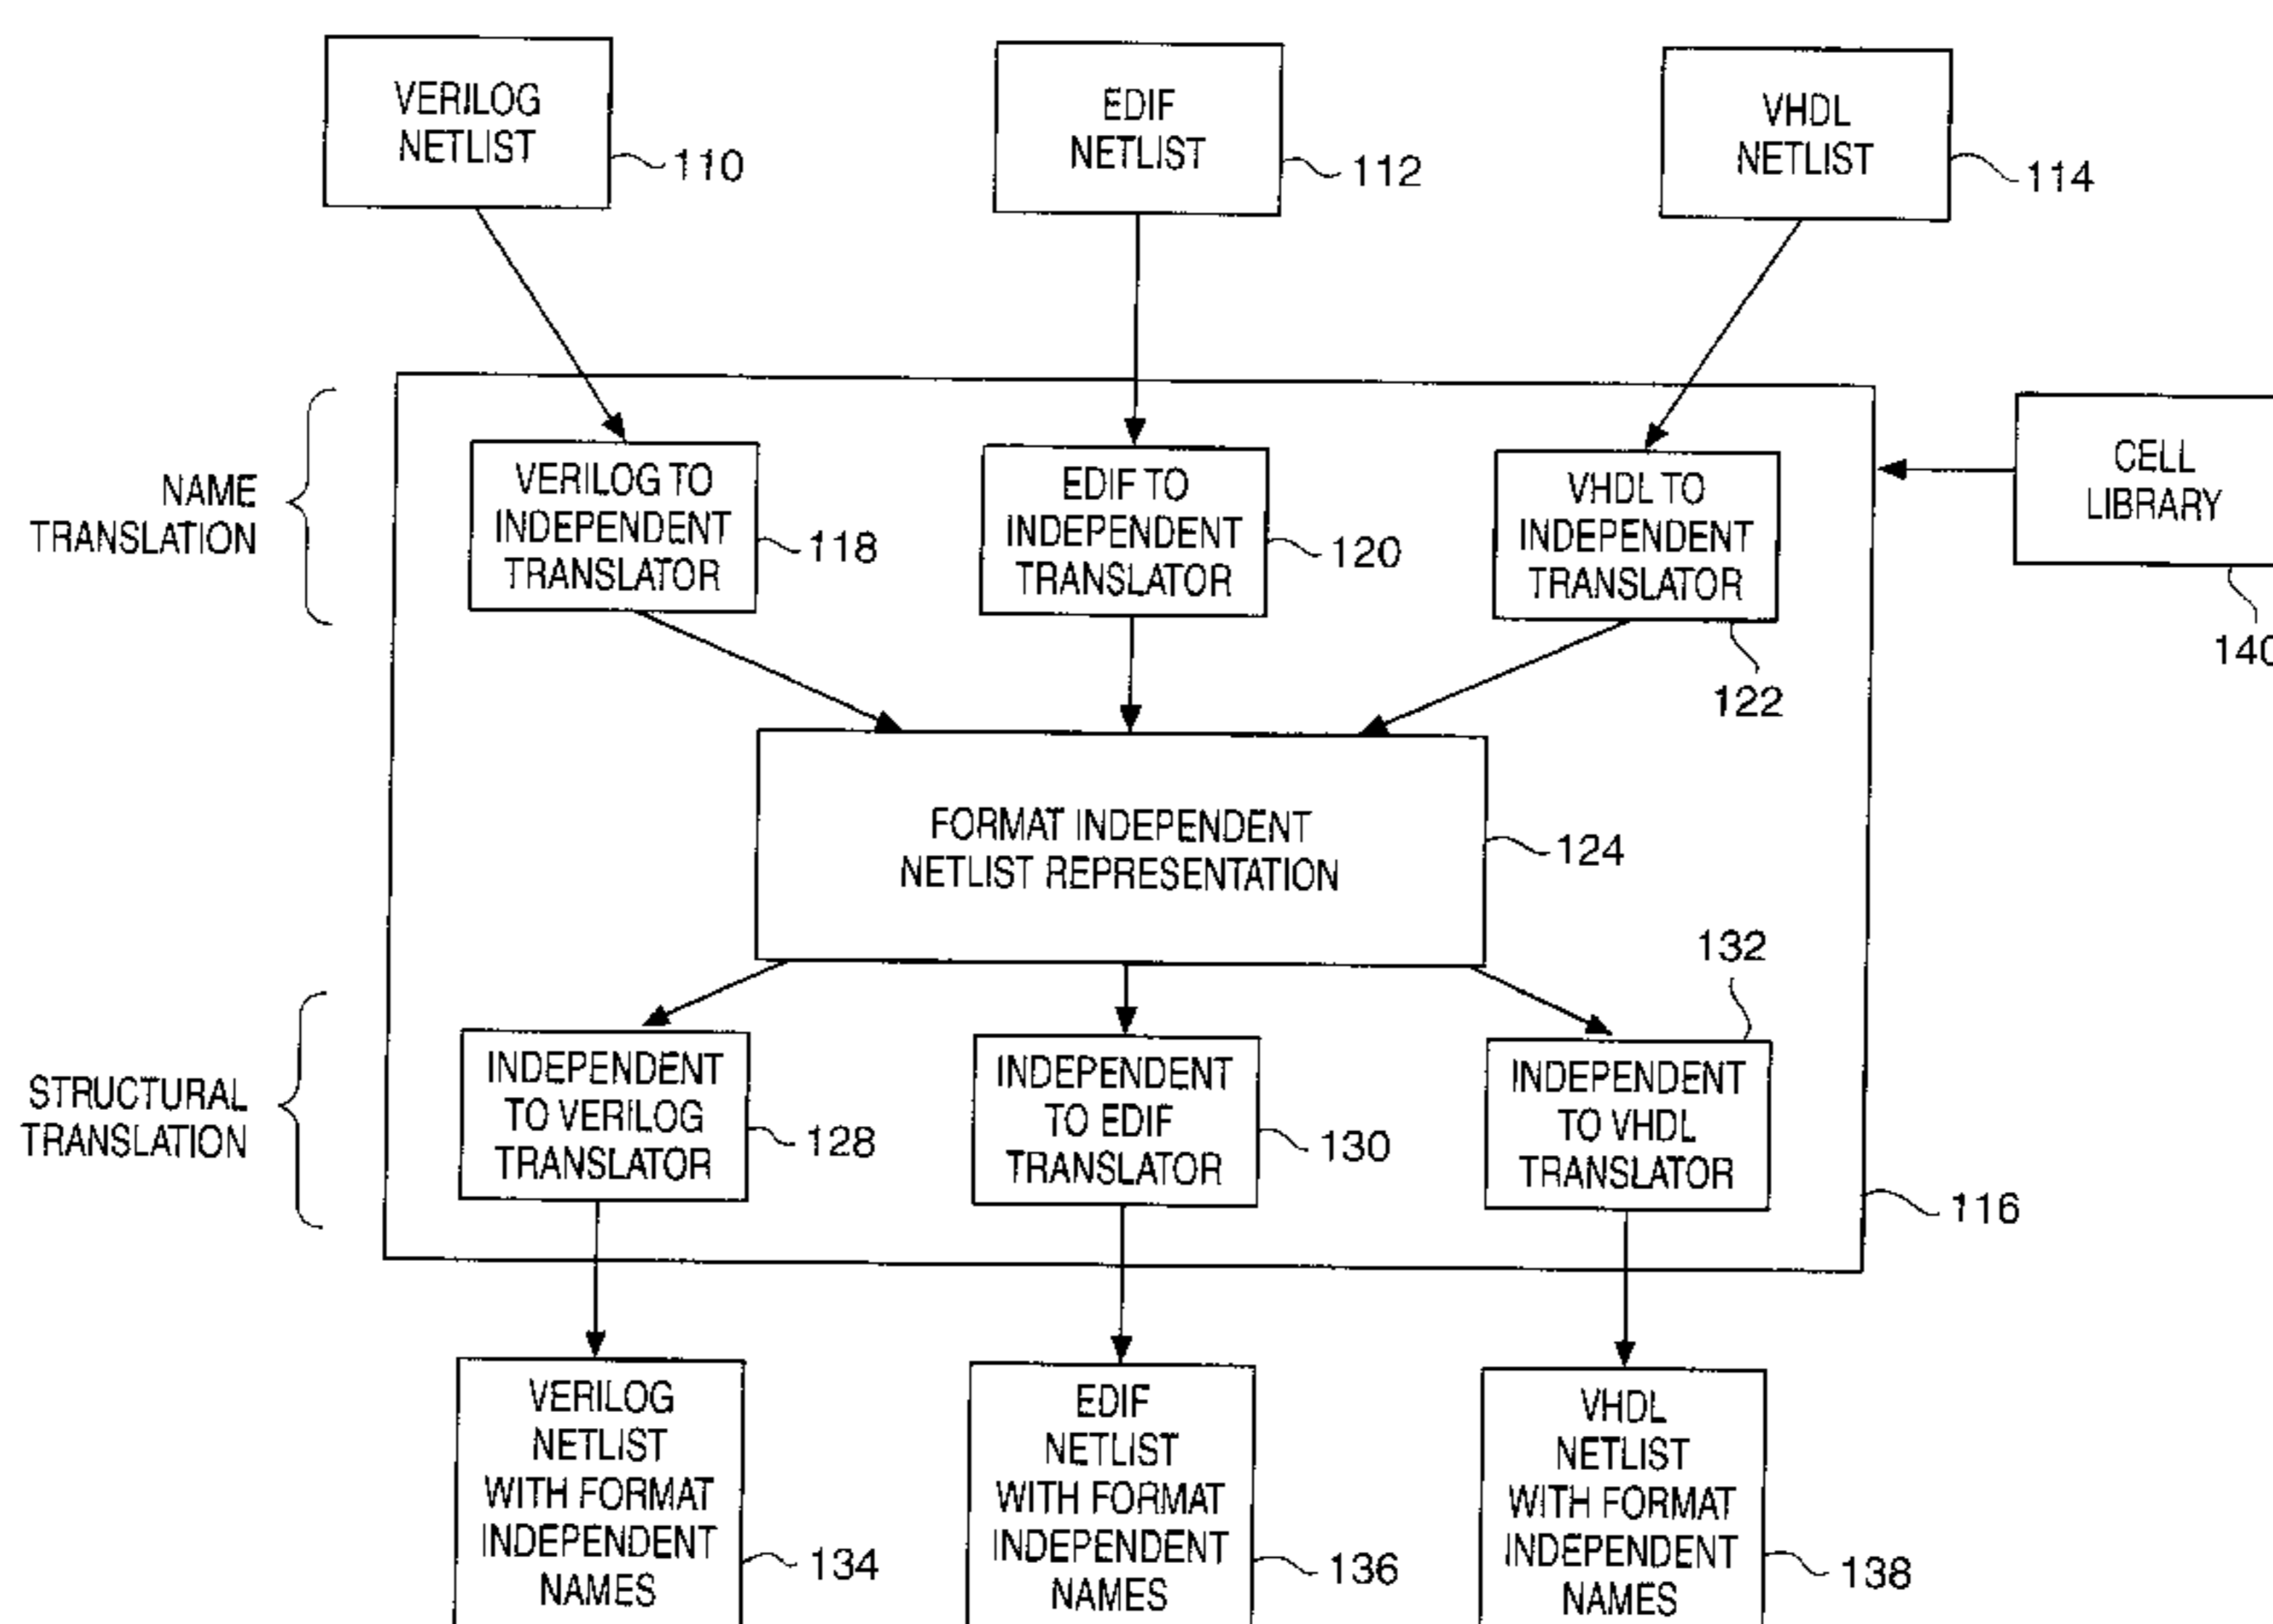 VERILOG
NETLIST
110
EDIF
NETLIST
112
VHDL
NETLIST
114
NAME
TRANSLATION
VERILOG TO
INDEPENDENT
TRANSLATOR
118
EDIF TO
INDEPENDENT
TRANSLATOR
120
VHDL TO
INDEPENDENT
TRANSLATOR
122
CELL
LIBRARY
140
FORMAT INDEPENDENT
NETLIST REPRESENTATION
124
132
STRUCTURAL
TRANSLATION
INDEPENDENT
TO VERILOG
TRANSLATOR
128
INDEPENDENT
TO EDIF
TRANSLATOR
130
INDEPENDENT
TO VHDL
TRANSLATOR
116
VERILOG
NETLIST
WITH FORMAT
INDEPENDENT
NAMES
134
EDIF
NETLIST
WITH FORMAT
INDEPENDENT
NAMES
136
VHDL
NETLIST
WITH FORMAT
INDEPENDENT
NAMES
138